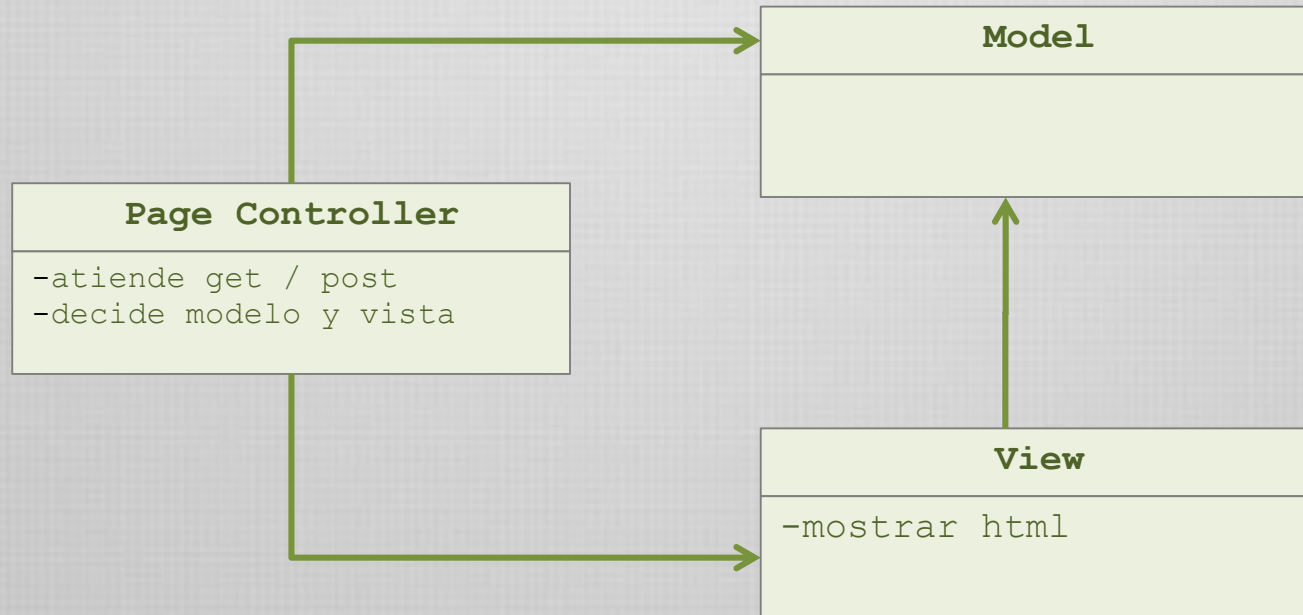 Model
Page Controller
-atiende get / post
-decide modelo y vista
View
-mostrar html